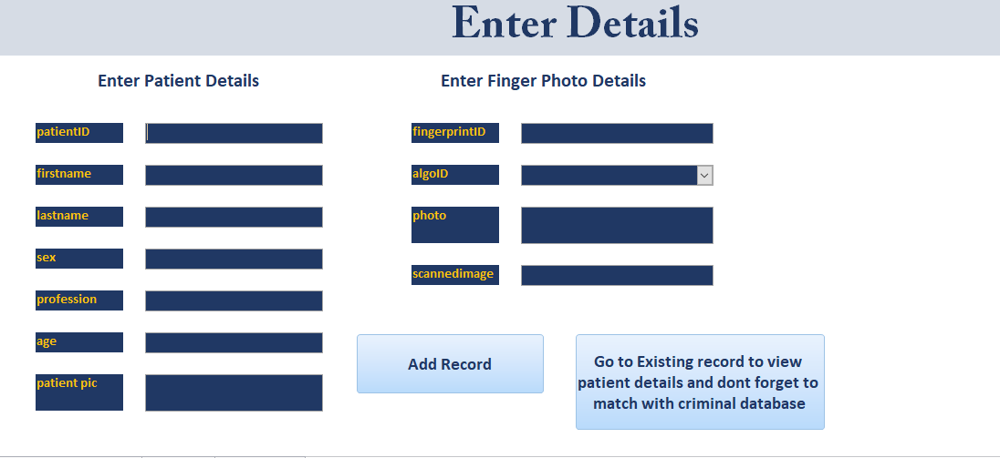 Enter Details
Enter Patient Details
patientID
firstname
lastname
sex
profession
age
patient pic
Enter Finger Photo Details
fingerprintID
algoID
photo
scannedimage
Add Record
Go to Existing record to view
patient details and dont forget to
match with criminal database